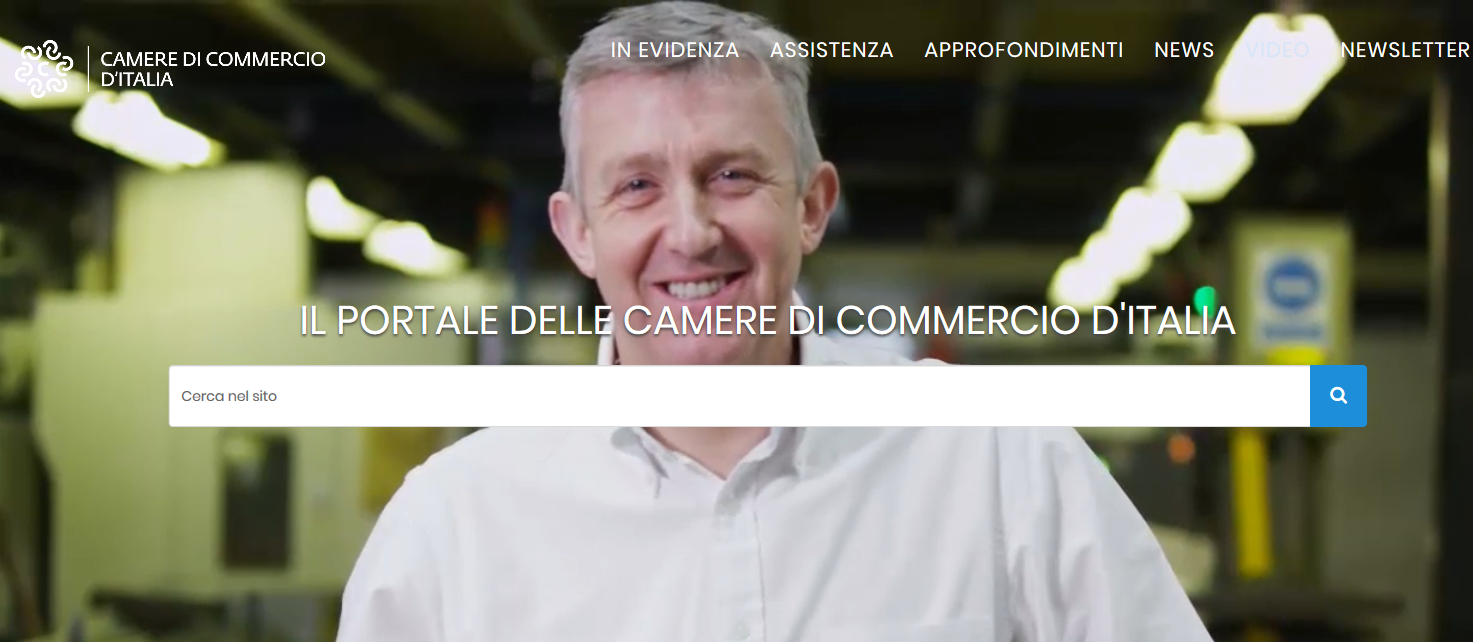 CAMERE DI COMMERCIO
D'ITALIA
IN EVIDENZA ASSISTENZA APPROFONDIMENTI NEWS VIDEO NEWSLETTER
IL PORTALE DELLE CAMERE DI COMMERCIO D'ITALIA
Cerca nel sito